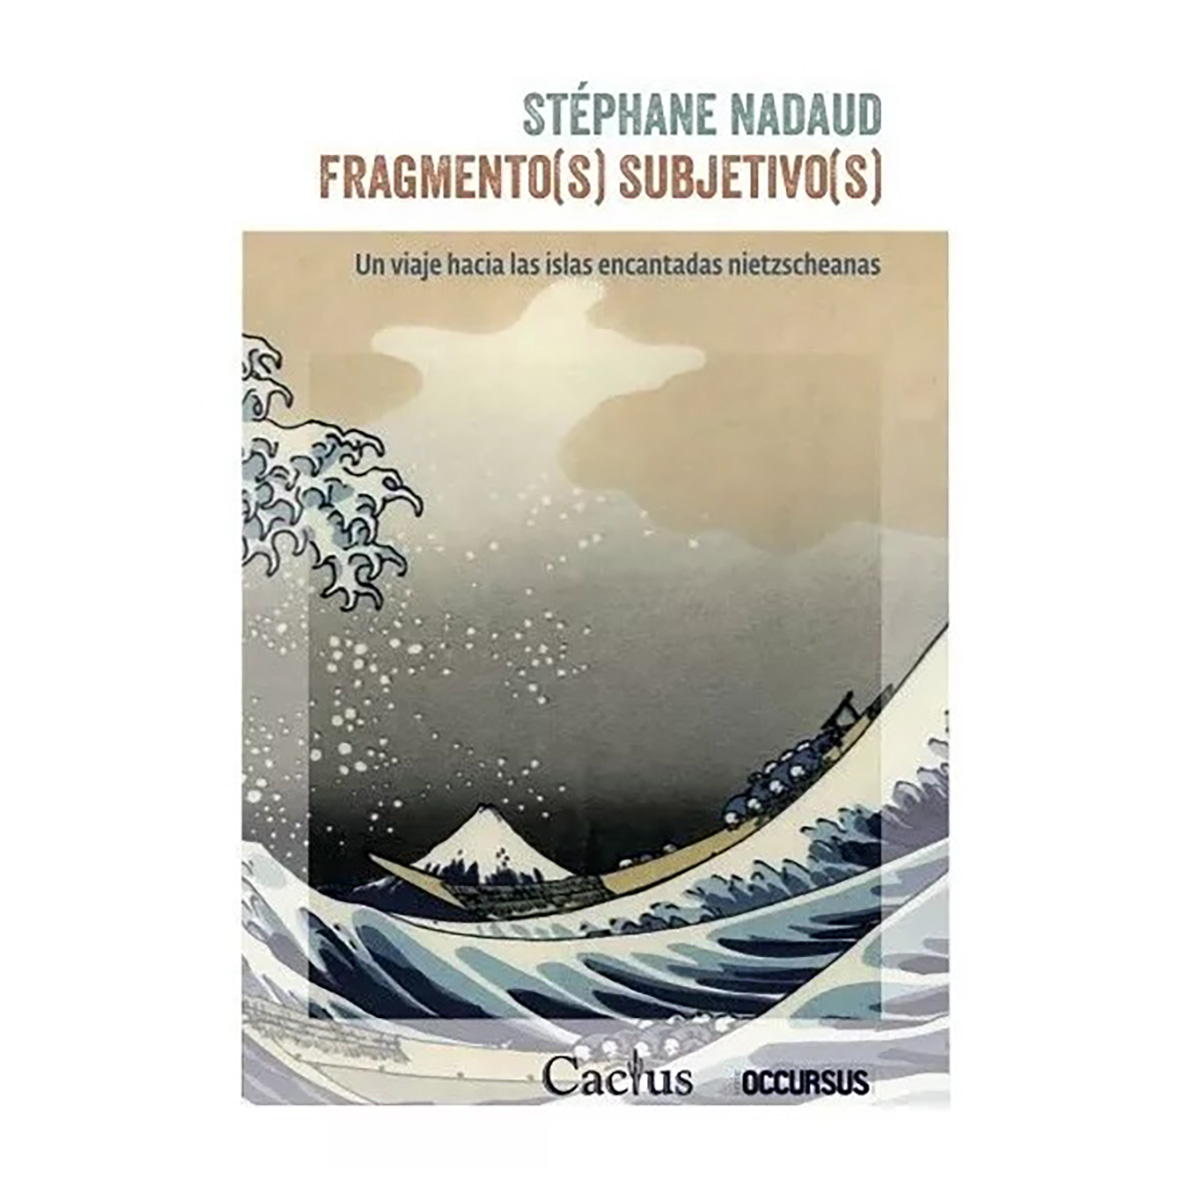 STÉPHANE NADAUD
FRAGMENTO(S) SUBJETIVO(S)
Un viaje hacia las islas encantadas nietzscheanas
Cactus
OCCURSUS